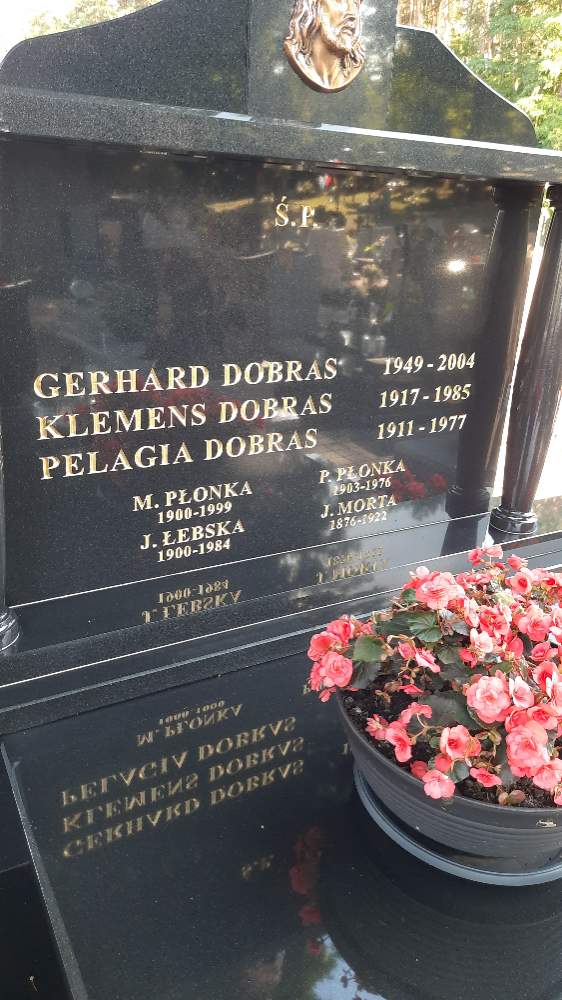 Ś.P.
GERHARD DOBRAS 1949 - 2004
KLEMENS DOBRAS 1917 - 1985
PELAGIA DOBRAS 1911 - 1977
M. PŁONKA
1900-1999
J. ŁEBSKA
1900-1984
P. PŁONKA
1903-1976
J. MORTA
1876-1922